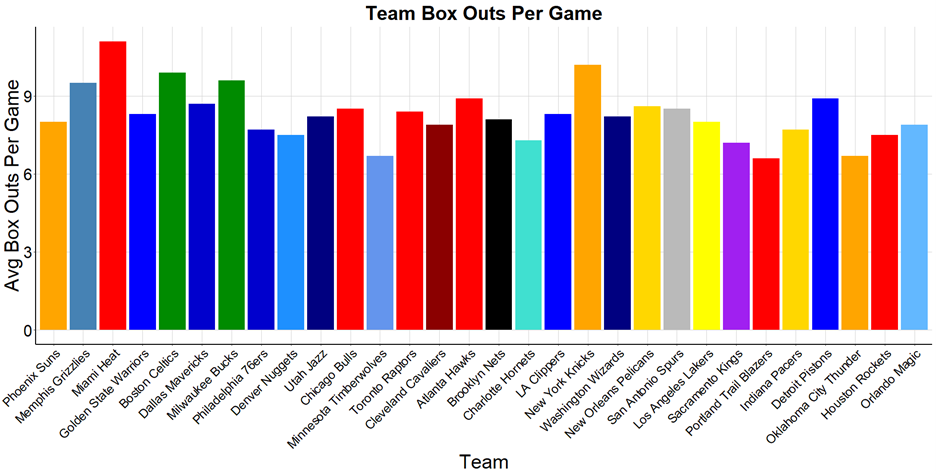 Team Box Outs Per Game
Avg Box Outs Per Game
9
6
3
0
Phoenix Suns
Memphis Grizzlies
Miami Heat
Golden State Warriors
Boston Celtics
Dallas Mavericks
Milwaukee Bucks
Philadelphia 76ers
Denver Nuggets
Utah Jazz
Chicago Bulls
Minnesota Timberwolves
Toronto Raptors
Cleveland Cavaliers
Atlanta Hawks
Brooklyn Nets
Charlotte Hornets
LA Clippers
New York Knicks
Washington Wizards
New Orleans Pelicans
San Antonio Spurs
Los Angeles Lakers
Sacramento Kings
Portland Trail Blazers
Indiana Pacers
Detroit Pistons
Oklahoma City Thunder
Houston Rockets
Orlando Magic
Team